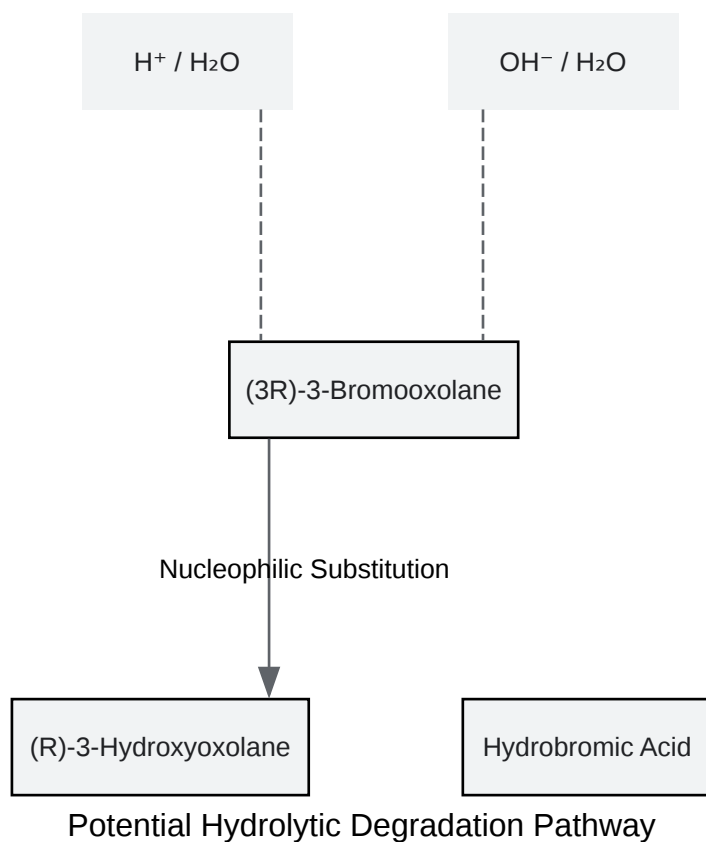 H⁺ / H₂O
OH⁻ / H₂O
(3R)-3-Bromooxolane
Nucleophilic Substitution
(R)-3-Hydroxyoxolane
Hydrobromic Acid
Potential Hydrolytic Degradation Pathway